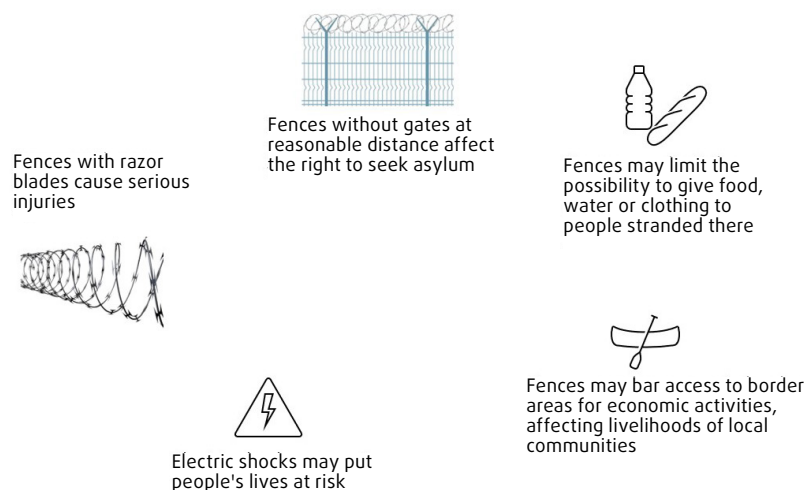 Fences without gates at
reasonable distance affect
the right to seek asylum
Fences with razor
blades cause serious
injuries
Fences may limit the
possibility to give food,
water or clothing to
people stranded there
Fences may bar access to border
areas for economic activities,
affecting livelihoods of local
communities
Electric shocks may put
people's lives at risk